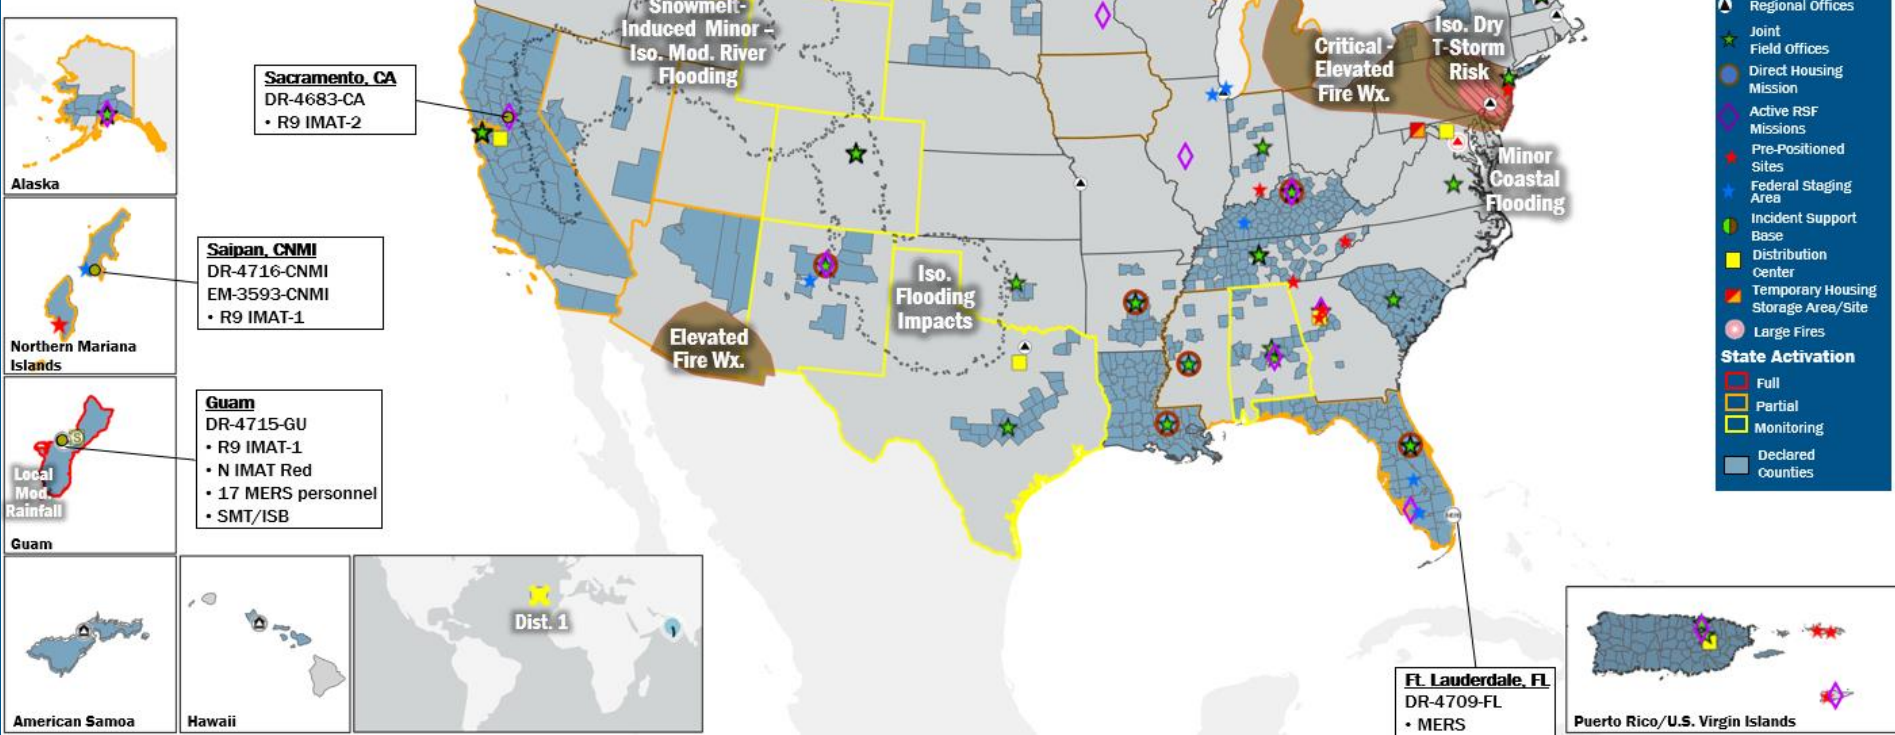 Snowmelt-
Induced Minor –
Iso. Mod. River
Flooding
Critical -
Elevated
Fire Wx.
Iso. Dry
T-Storm
Risk
Minor
Coastal
Flooding
Iso.
Flooding
Impacts
Elevated
Fire Wx.
Alaska
Sacramento, CA
DR-4683-CA
• R9 IMAT-2
Northern Mariana
Islands
Saipan, CNMI
DR-4716-CNMI
EM-3593-CNMI
• R9 IMAT-1
Local
Mod.
Rainfall
Guam
Guam
DR-4715-GU
• R9 IMAT-1
• N IMAT Red
• 17 MERS personnel
• SMT/ISB
American Samoa
Hawaii
Dist. 1
Ft. Lauderdale, FL
DR-4709-FL
• MERS
Puerto Rico/U.S. Virgin Islands
Regional Offices
Joint
Field Offices
Direct Housing
Mission
Active RSF
Missions
Pre-Positioned
Sites
Federal Staging
Area
Incident Support
Base
Distribution
Center
Temporary Housing
Storage Area/Site
Large Fires
State Activation
Full
Partial
Monitoring
Declared
Counties